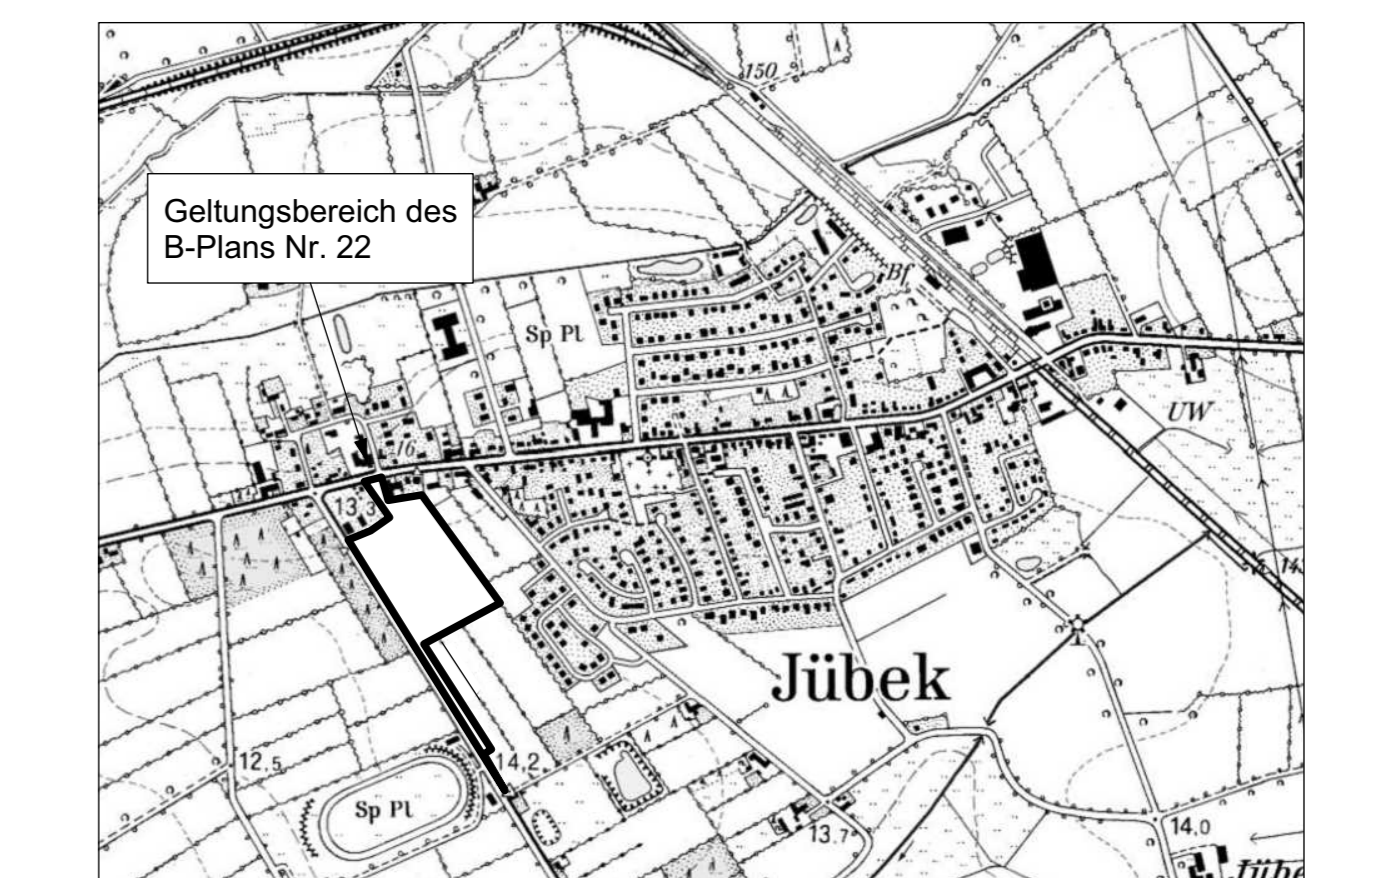 150
Geltungsbereich des
B-Plans Nr. 22
Bf
Sp Pl
UW
16
13,3
Jübek
12,5
14,2
Sp Pl
13.7
14,0